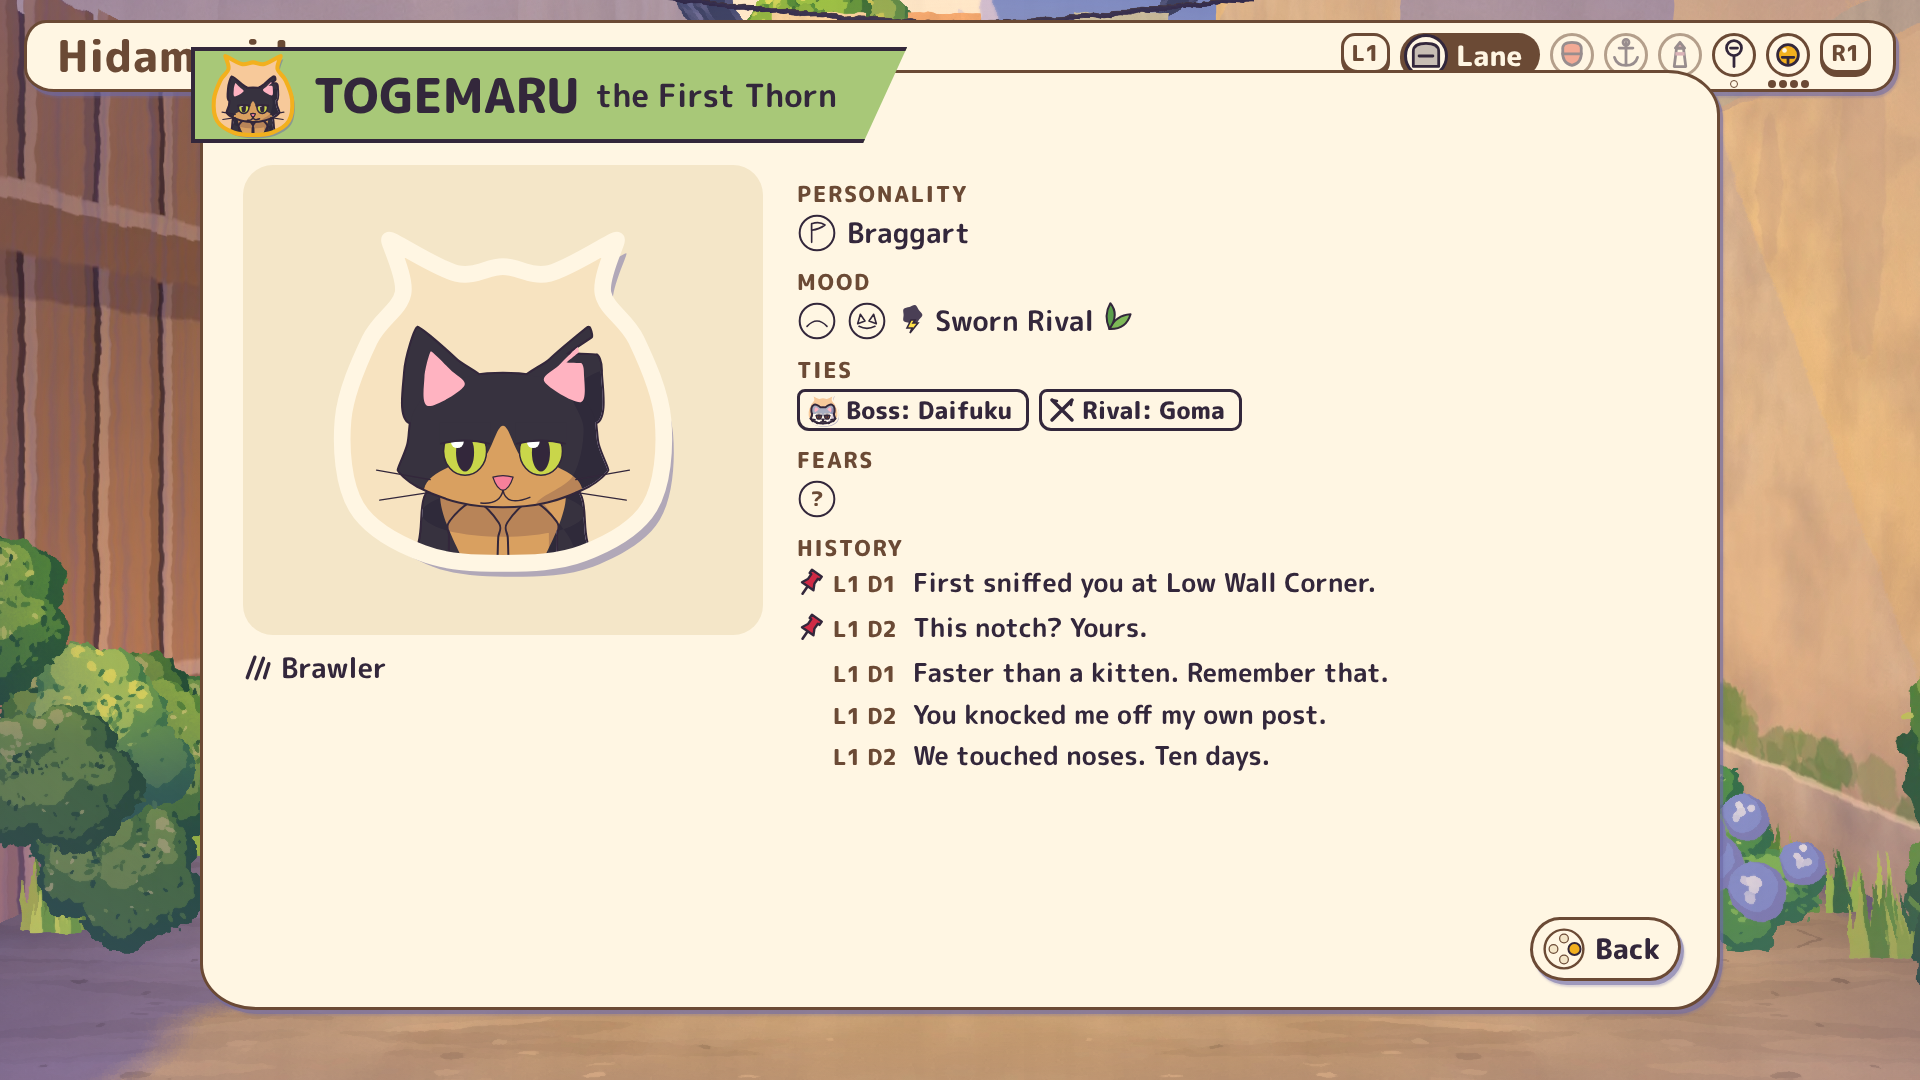 L1 Lane R1
TOGEMARU the First Thorn
PERSONALITY
Braggart
MOOD
Sworn Rival
TIES
Boss: Daifuku Rival: Goma
FEARS
?
HISTORY
L1 D1 First sniffed you at Low Wall Corner.
L1 D2 This notch? Yours.
L1 D1 Faster than a kitten. Remember that.
L1 D2 You knocked me off my own post.
L1 D2 We touched noses. Ten days.
Brawler
Back